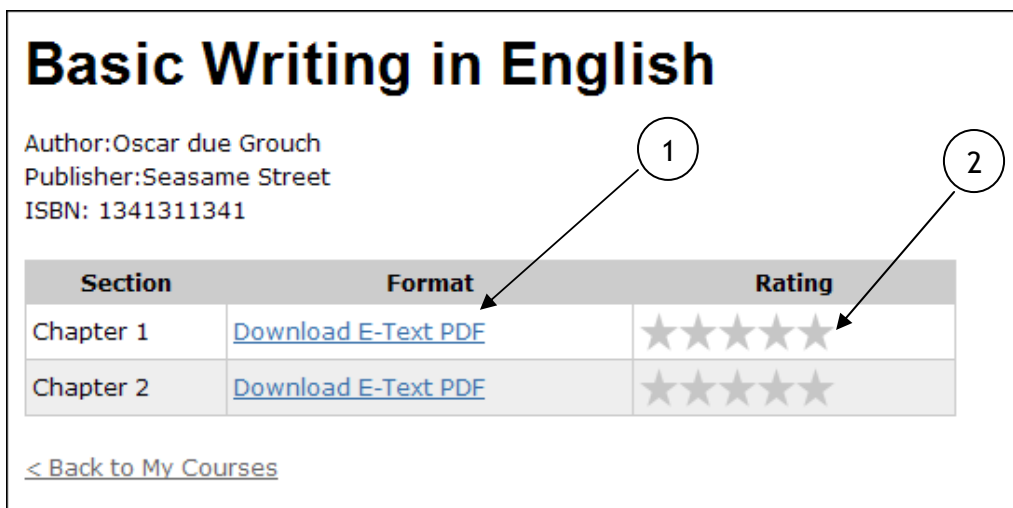 Basic Writing in English
Author:Oscar due Grouch
Publisher:Seasame Street
ISBN: 1341311341
1
2
Section Format Rating
Chapter 1 Download E-Text PDF
Chapter 2 Download E-Text PDF
< Back to My Courses